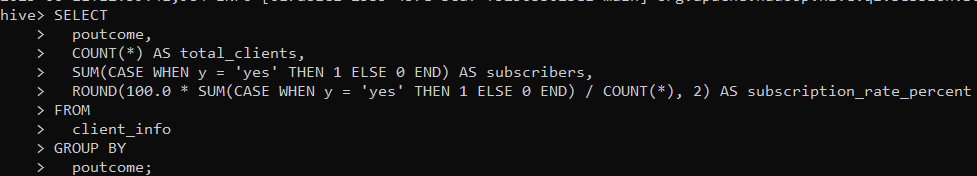 hive> SELECT
    >   poutcome,
    >   COUNT(*) AS total_clients,
    >   SUM(CASE WHEN y = 'yes' THEN 1 ELSE 0 END) AS subscribers,
    >   ROUND(100.0 * SUM(CASE WHEN y = 'yes' THEN 1 ELSE 0 END) / COUNT(*), 2) AS subscription_rate_percent
    > FROM
    >   client_info
    > GROUP BY
    >   poutcome;